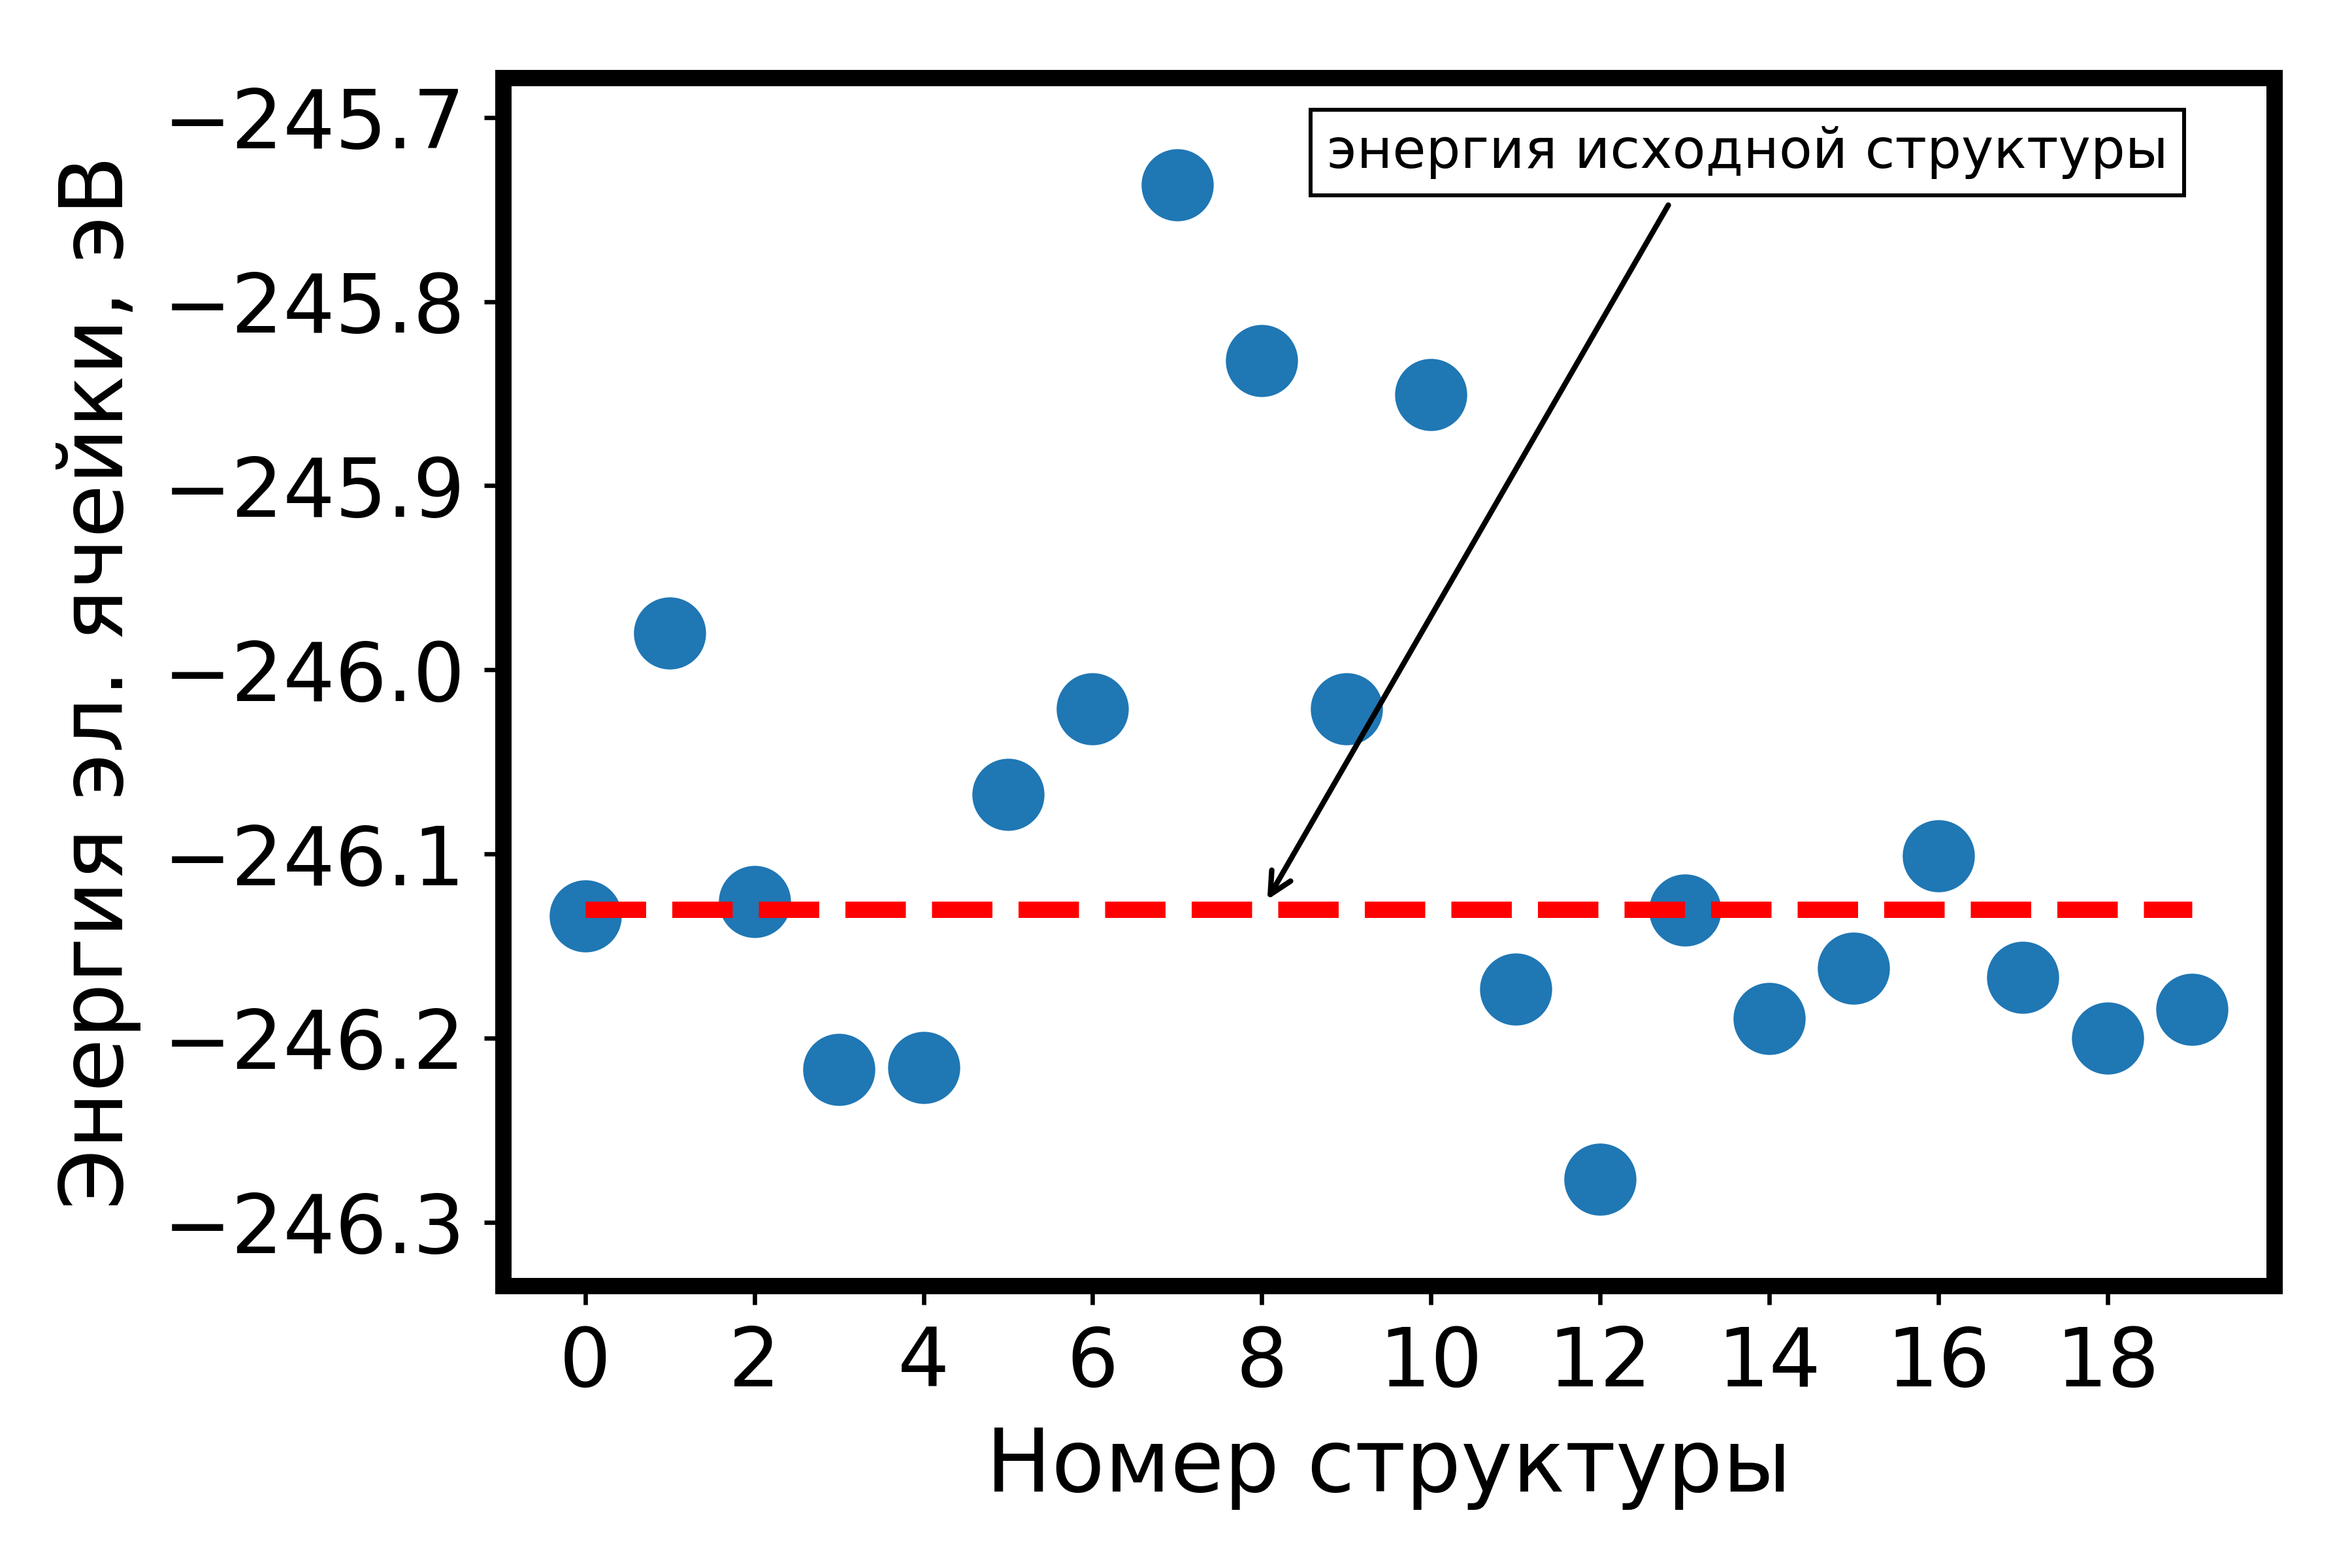 энергия исходной структуры
Энергия эл. ячейки, эВ
−245.7
−245.8
−245.9
−246.0
−246.1
−246.2
−246.3
0 2 4 6 8 10 12 14 16 18
Номер структуры